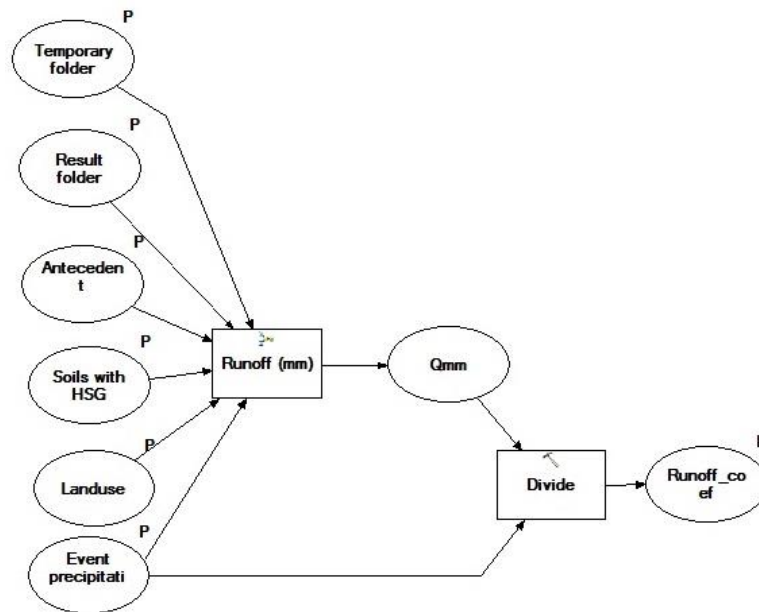 P
Temporary
folder
P
Result
folder
P
Anteceden
t
P
Soils with
HSG
P
Landuse
P
Event
precipitati
Runoff (mm)
Qmm
Divide
Runoff_co
ef